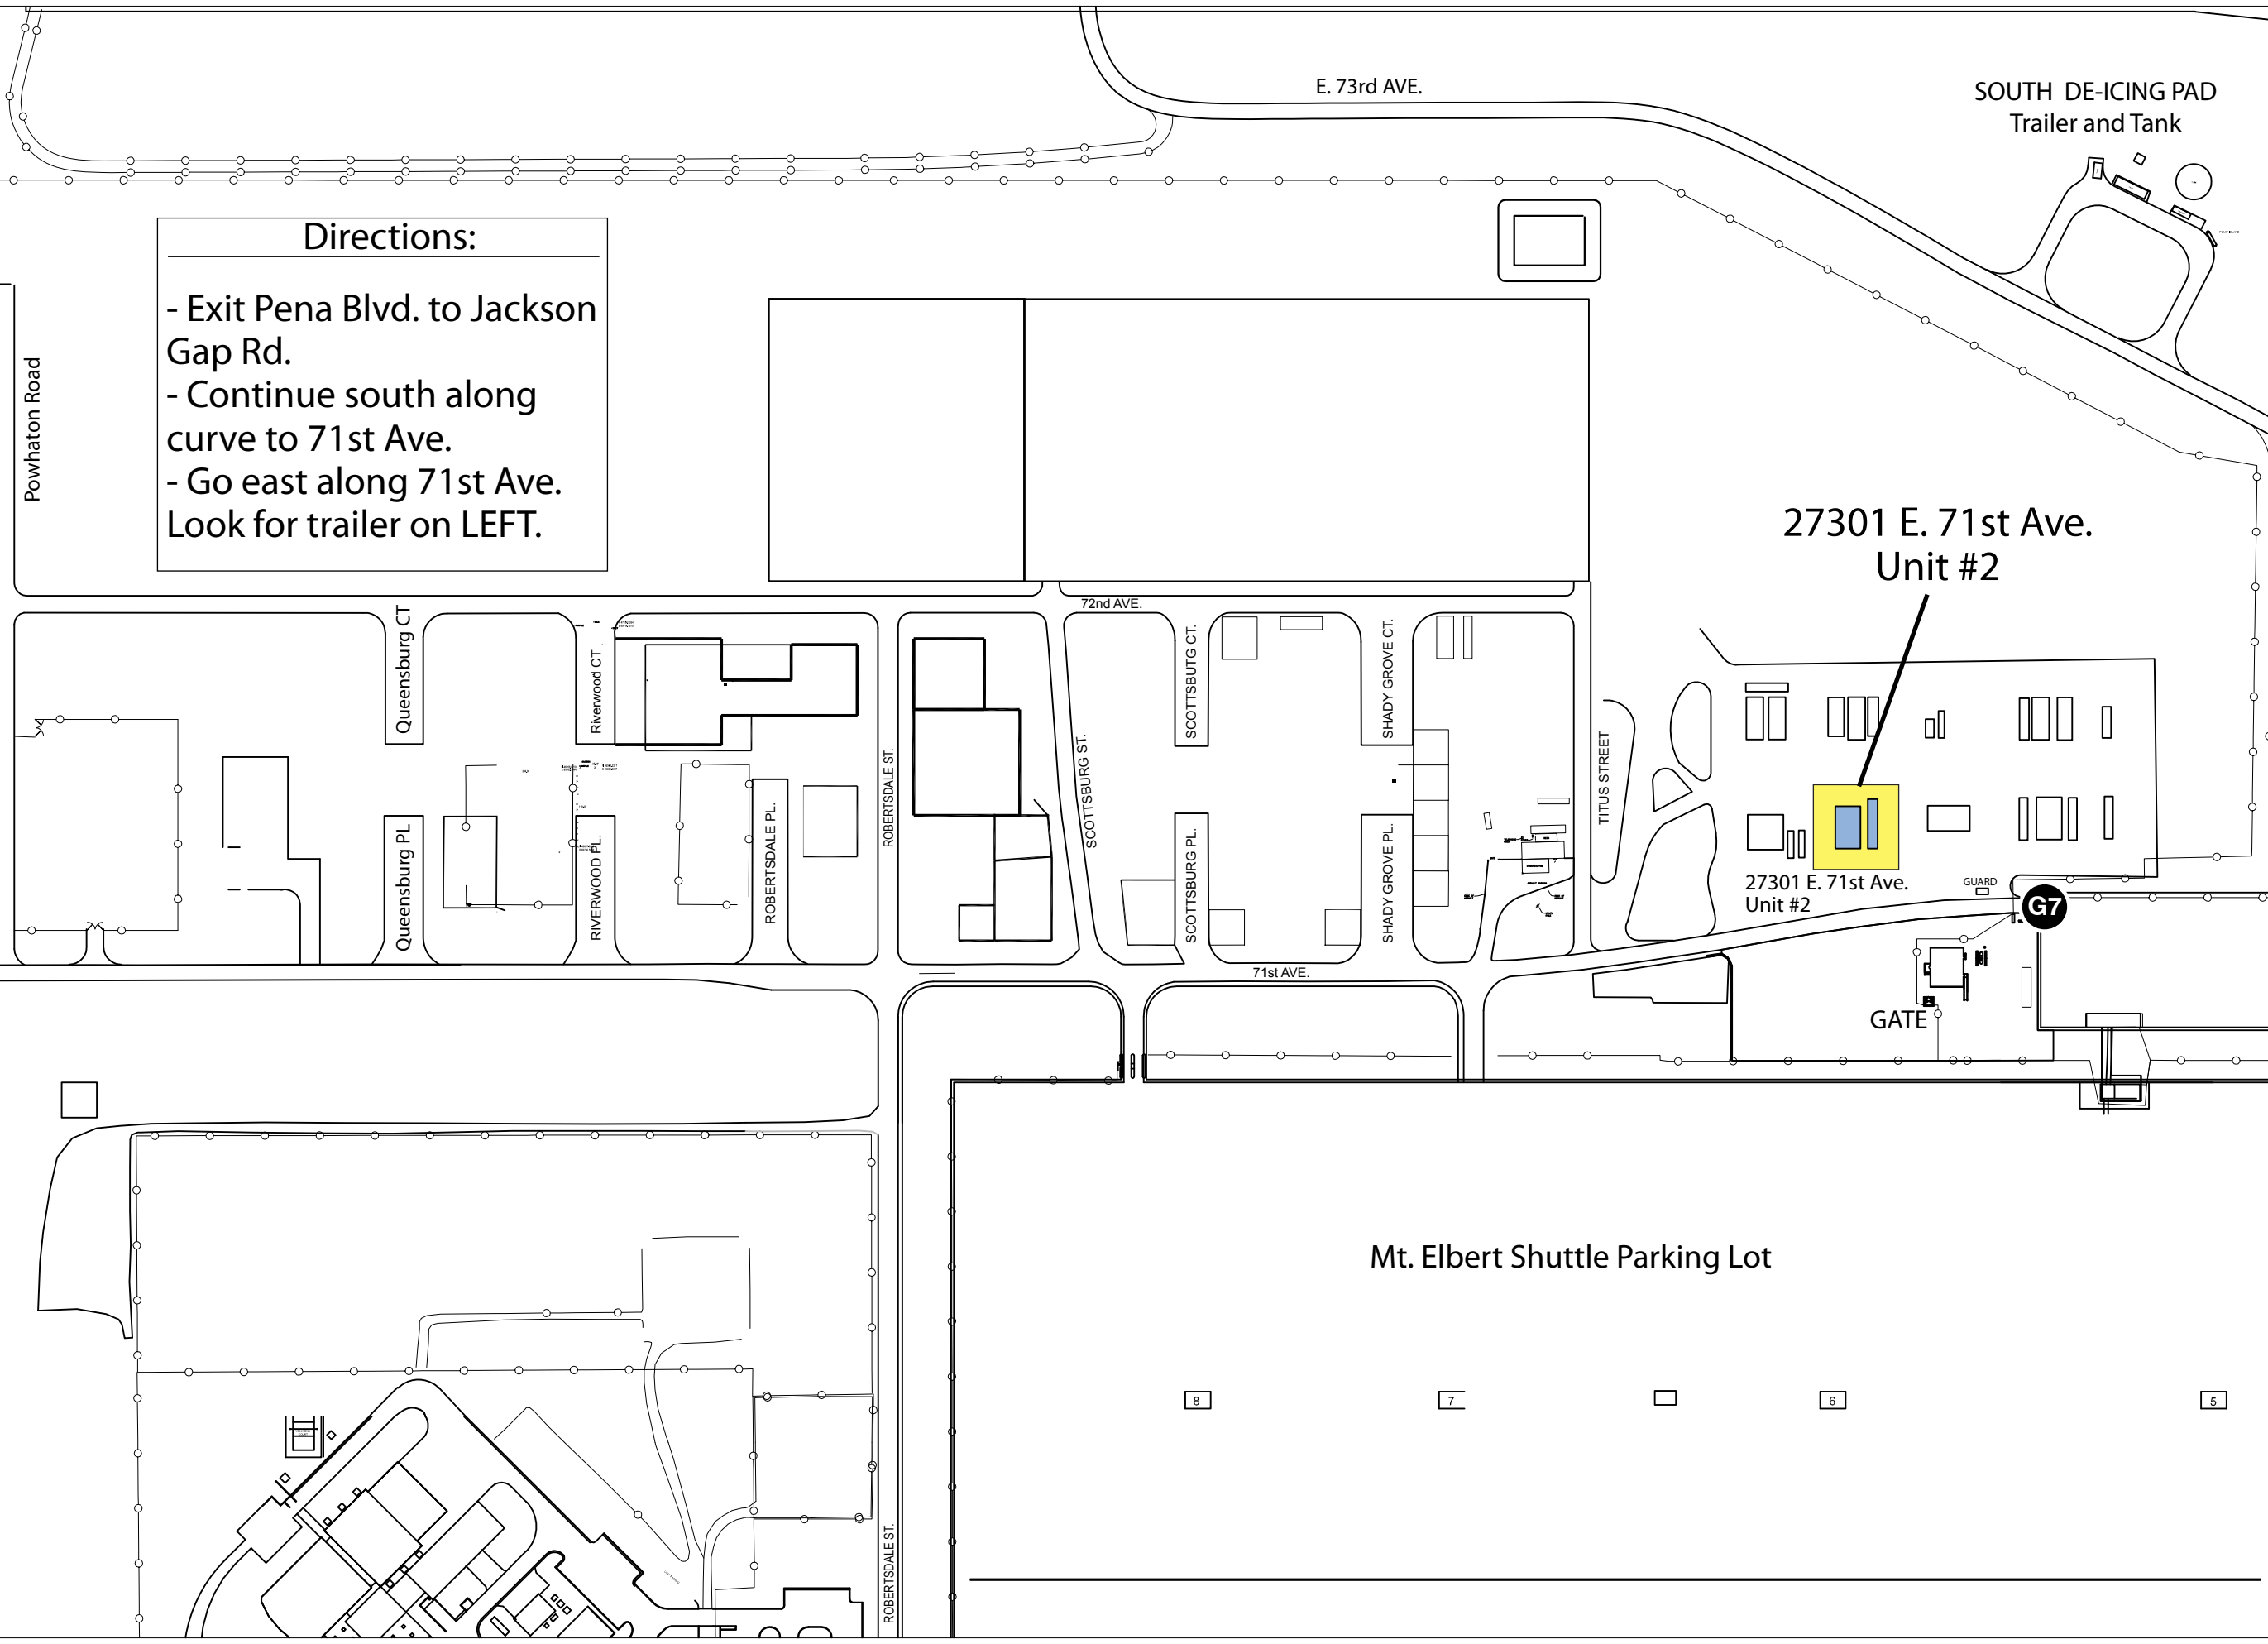 E. 73rd AVE.
SOUTH DE-ICING PAD
Trailer and Tank
Directions:
- Exit Pena Blvd. to Jackson
Gap Rd.
- Continue south along
curve to 71st Ave.
- Go east along 71st Ave.
Look for trailer on LEFT.
Powhaton Road
27301 E. 71st Ave.
Unit #2
72nd AVE.
Queensburg CT
Riverwood CT
SCOTTSBUTG CT.
SHADY GROVE CT.
ROBERTSDALE ST.
SCOTTSBURG ST.
TITUS STREET
Queensburg PL
RIVERWOOD PL.
ROBERTSDALE PL.
SCOTTSBURG PL.
SHADY GROVE PL.
27301 E. 71st Ave.
Unit #2
GUARD
G7
71st AVE.
GATE
Mt. Elbert Shuttle Parking Lot
8
7
6
5
ROBERTSDALE ST.